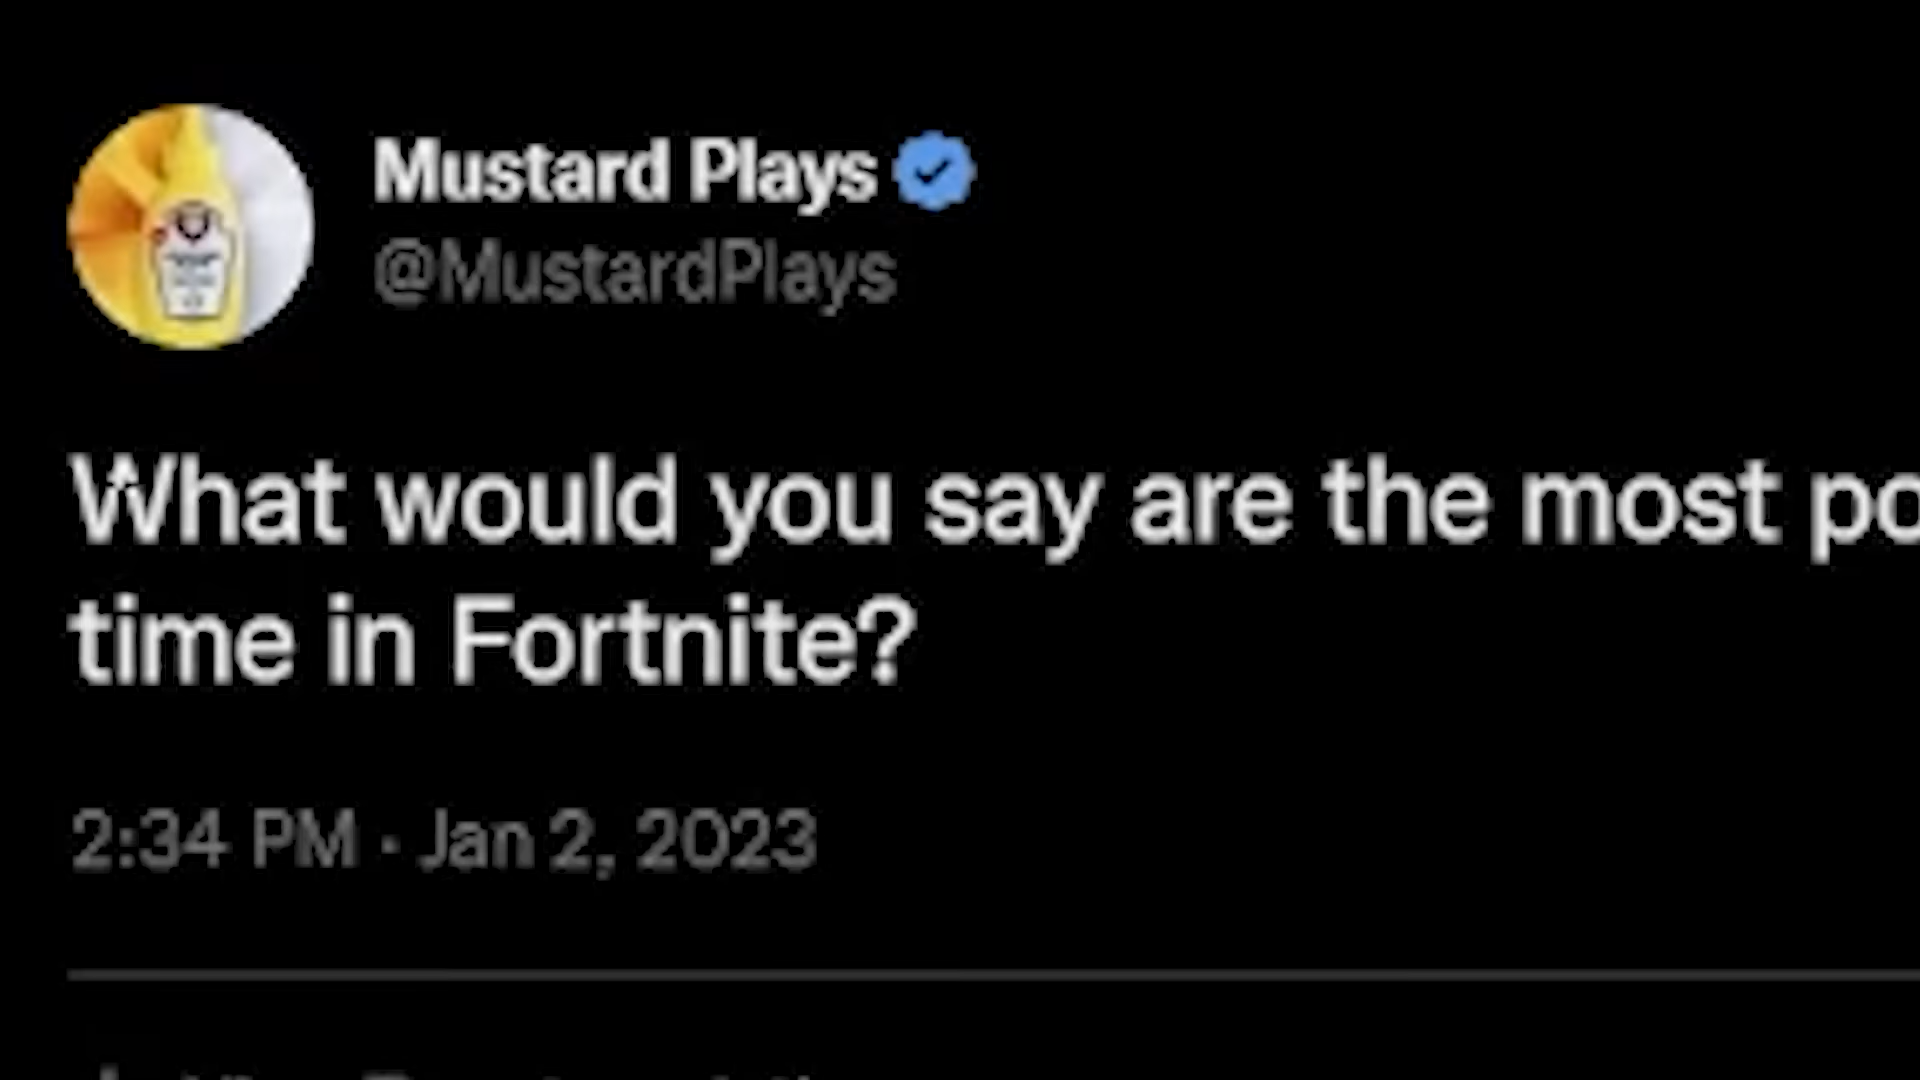 Mustard Plays
@MustardPlays
What would you say are the most po
time in Fortnite?
2:34 PM · Jan 2, 2023